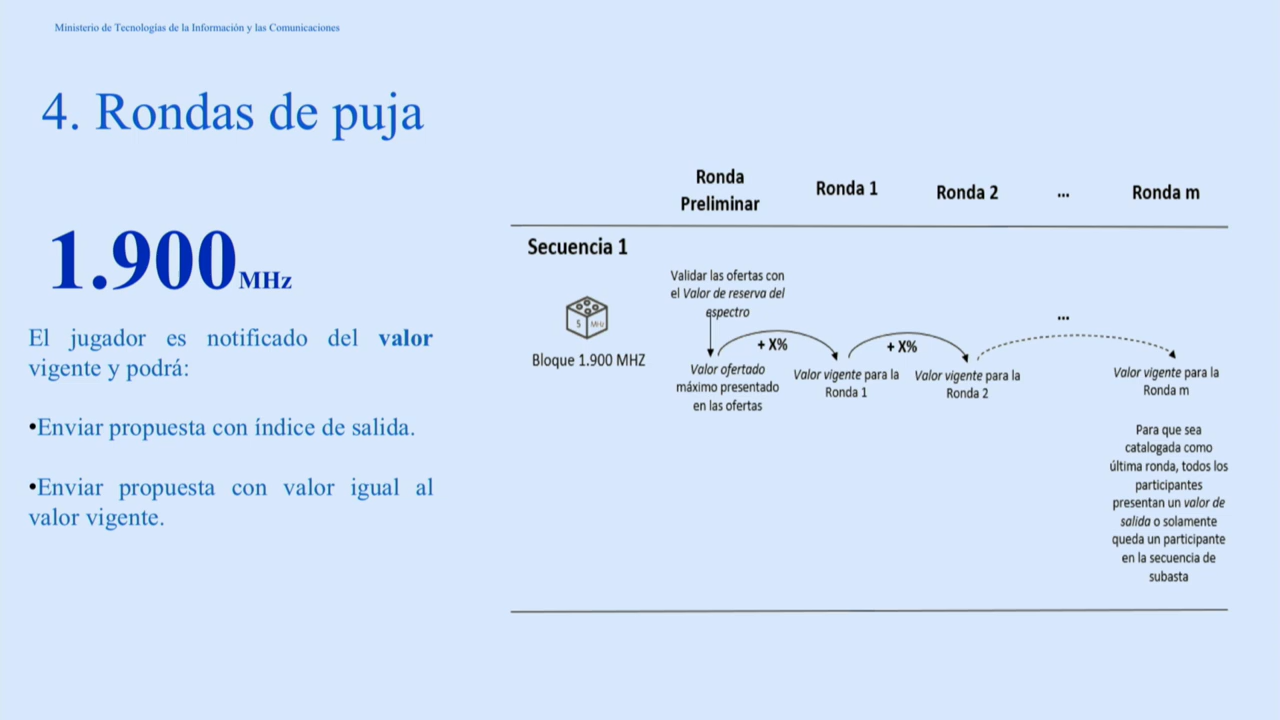 Ministerio de Tecnologías de la Información y las Comunicaciones
4. Rondas de puja
1.900 MHz
El jugador es notificado del valor
vigente y podrá:
•Enviar propuesta con índice de salida.
•Enviar propuesta con valor igual al
valor vigente.
Ronda
Preliminar
Ronda 1
Ronda 2
...
Ronda m
Secuencia 1
5 MHz
Bloque 1.900 MHZ
Validar las ofertas con
el Valor de reserva del
espectro
+ X%
+ X%
...
Valor ofertado
máximo presentado
en las ofertas
Valor vigente para la
Ronda 1
Valor vigente para la
Ronda 2
Valor vigente para la
Ronda m
Para que sea
catalogada como
última ronda, todos los
participantes
presentan un valor de
salida o solamente
queda un participante
en la secuencia de
subasta